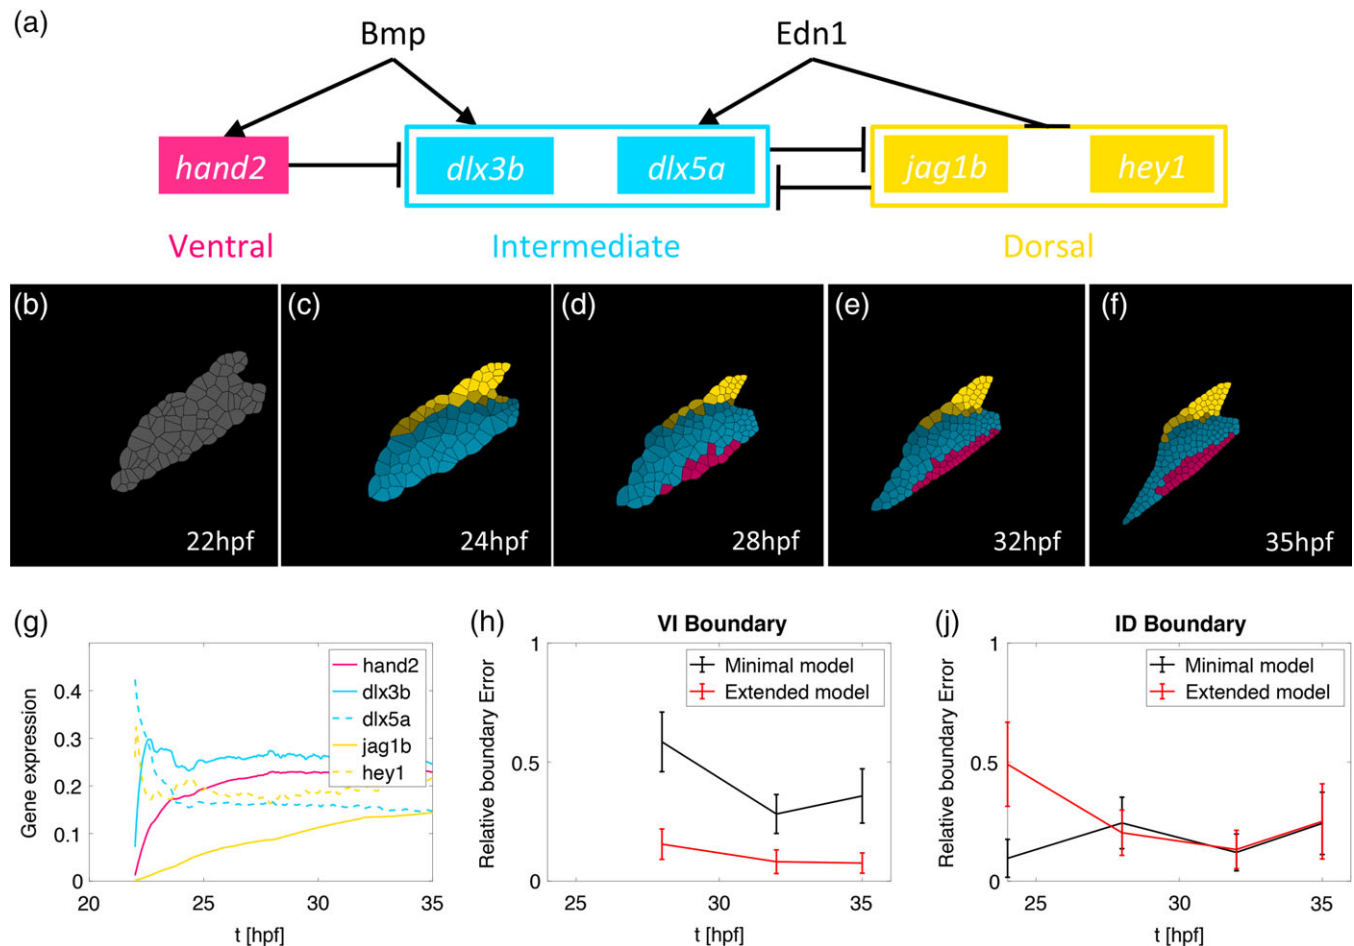 (a)
Bmp
Edn1
hand2
dlx3b
dlx5a
jag1b
hey1
Ventral
Intermediate
Dorsal
(b)
22hpf
(c)
24hpf
(d)
28hpf
(e)
32hpf
(f)
35hpf
(g)
Gene expression
0.4
0.3
0.2
0.1
0
20
25
30
35
t [hpf]
hand2
dlx3b
dlx5a
jag1b
hey1
(h)
VI Boundary
Relative boundary Error
1
0.5
0
25
30
35
t [hpf]
Minimal model
Extended model
(j)
ID Boundary
Relative boundary Error
1
0.5
0
25
30
35
t [hpf]
Minimal model
Extended model